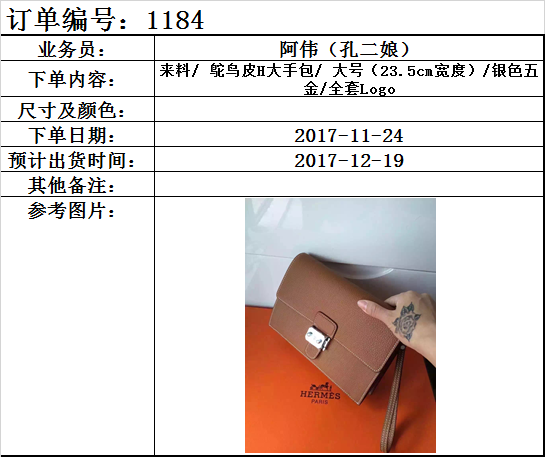 订单编号：1184
业务员：
阿伟（孔二娘）
下单内容：
来料/ 鸵鸟皮H大手包/ 大号（23.5cm宽度）/银色五
金/全套Logo
尺寸及颜色：
下单日期：
2017-11-24
预计出货时间：
2017-12-19
其他备注：
参考图片：
HERMES
PARIS